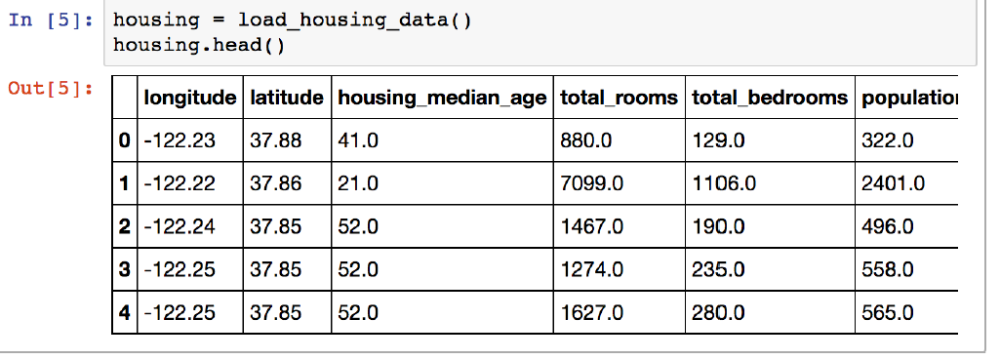 In [5]: housing = load_housing_data()
housing.head()
Out[5]:
longitude latitude housing_median_age total_rooms total_bedrooms populatio
0 -122.23 37.88 41.0 880.0 129.0 322.0
1 -122.22 37.86 21.0 7099.0 1106.0 2401.0
2 -122.24 37.85 52.0 1467.0 190.0 496.0
3 -122.25 37.85 52.0 1274.0 235.0 558.0
4 -122.25 37.85 52.0 1627.0 280.0 565.0